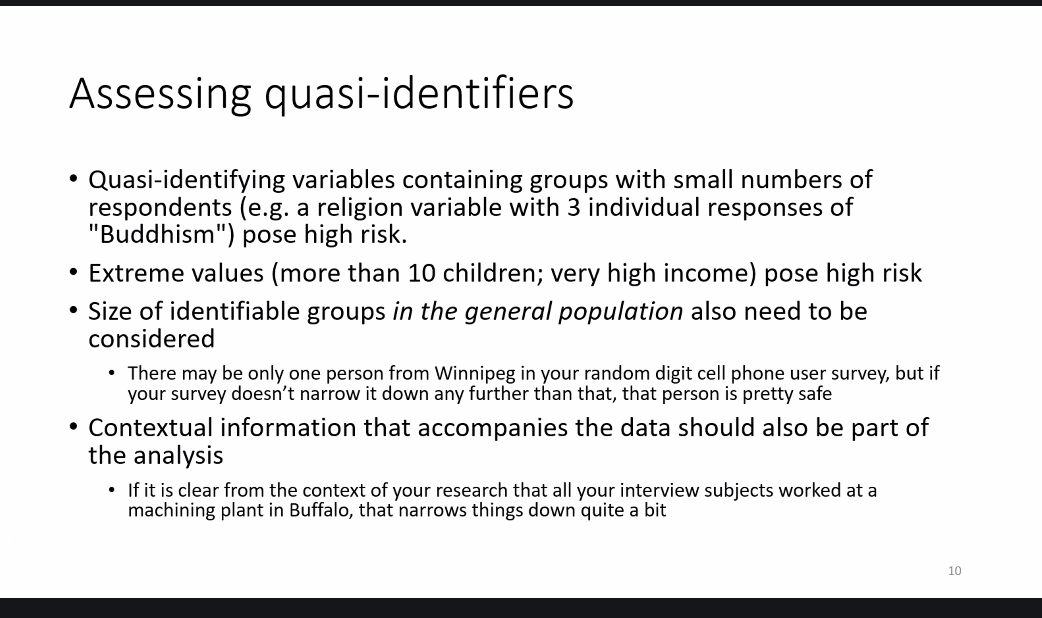 Assessing quasi-identifiers
• Quasi-identifying variables containing groups with small numbers of
respondents (e.g. a religion variable with 3 individual responses of
"Buddhism") pose high risk.
• Extreme values (more than 10 children; very high income) pose high risk
• Size of identifiable groups in the general population also need to be
considered
• There may be only one person from Winnipeg in your random digit cell phone user survey, but if
your survey doesn’t narrow it down any further than that, that person is pretty safe
• Contextual information that accompanies the data should also be part of
the analysis
• If it is clear from the context of your research that all your interview subjects worked at a
machining plant in Buffalo, that narrows things down quite a bit
10